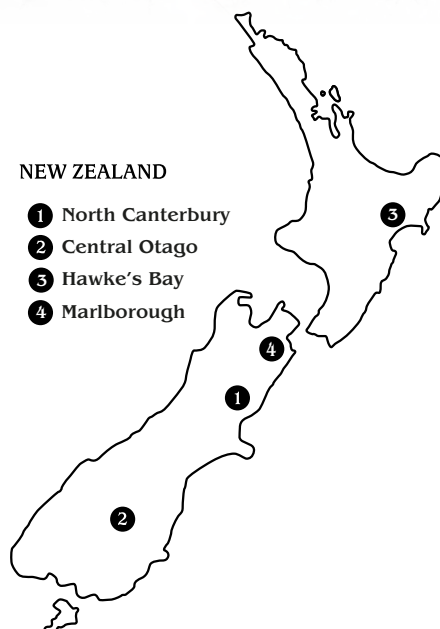 NEW ZEALAND
1 North Canterbury
2 Central Otago
3 Hawke's Bay
4 Marlborough
3
4
1
2